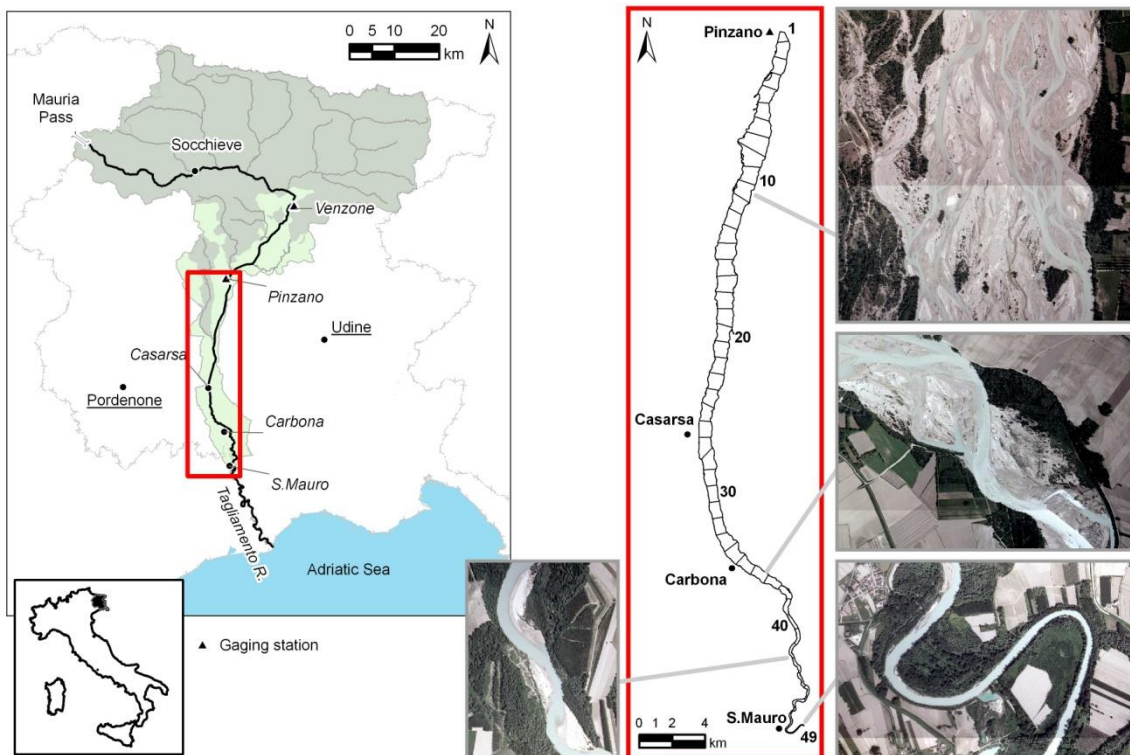 0 5 10 20
km
N
Mauria
Pass
Socchieve
Venzone
Pinzano
Udine
Casarsa
Pordenone
Carbona
S.Mauro
Tagliamento R.
Adriatic Sea
▲ Gaging station
N
Pinzano
1
10
20
Casarsa
30
Carbona
40
S.Mauro
49
0 1 2 4
km